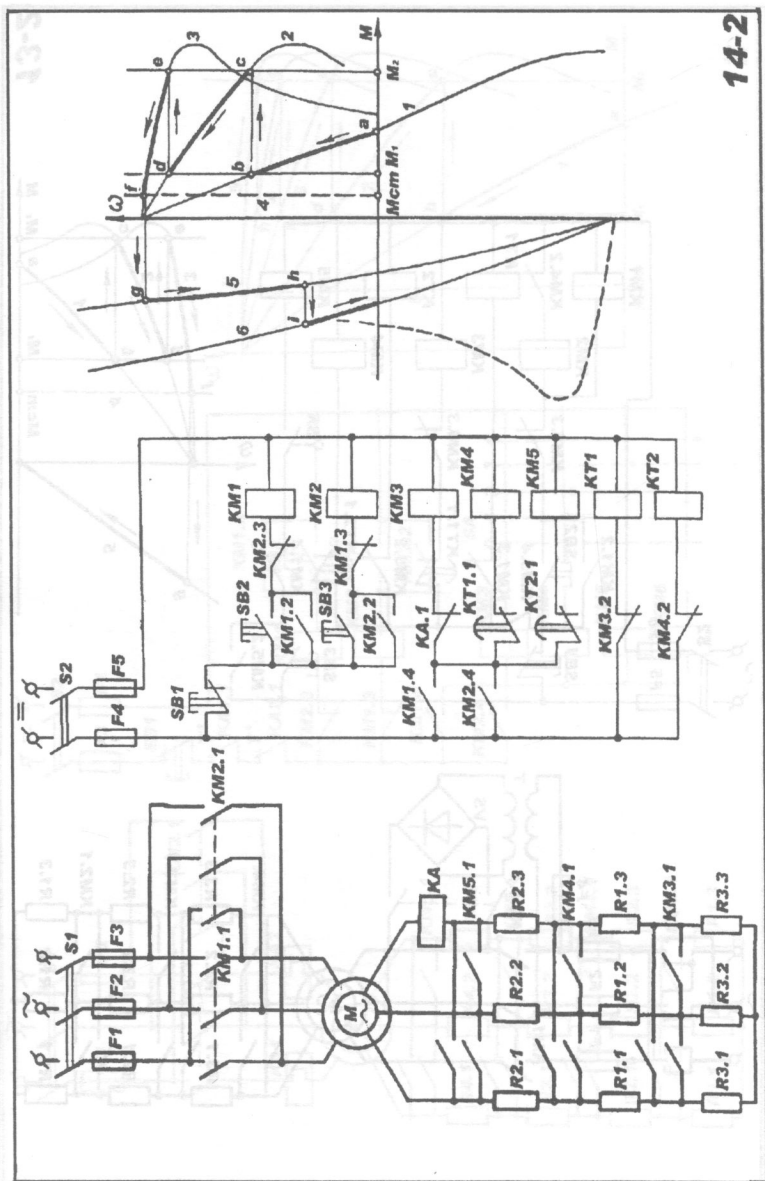 14-2
~
S1
F1
F2
F3
KM1.1
KM2.1
M
~
KA
KM5.1
R2.1
R2.2
R2.3
KM4.1
R1.1
R1.2
R1.3
KM3.1
R3.1
R3.2
R3.3
=
S2
F4
F5
SB1
SB2
KM2.3
KM1
KM1.2
SB3
KM1.3
KM2
KM2.2
KM1.4
KA.1
KM3
KM2.4
KT1.1
KM4
KT2.1
KM5
KM3.2
KT1
KM4.2
KT2
ω
M
f
e
3
d
c
2
b
a
1
4
Mcm
M₁
M₂
g
5
h
6
i